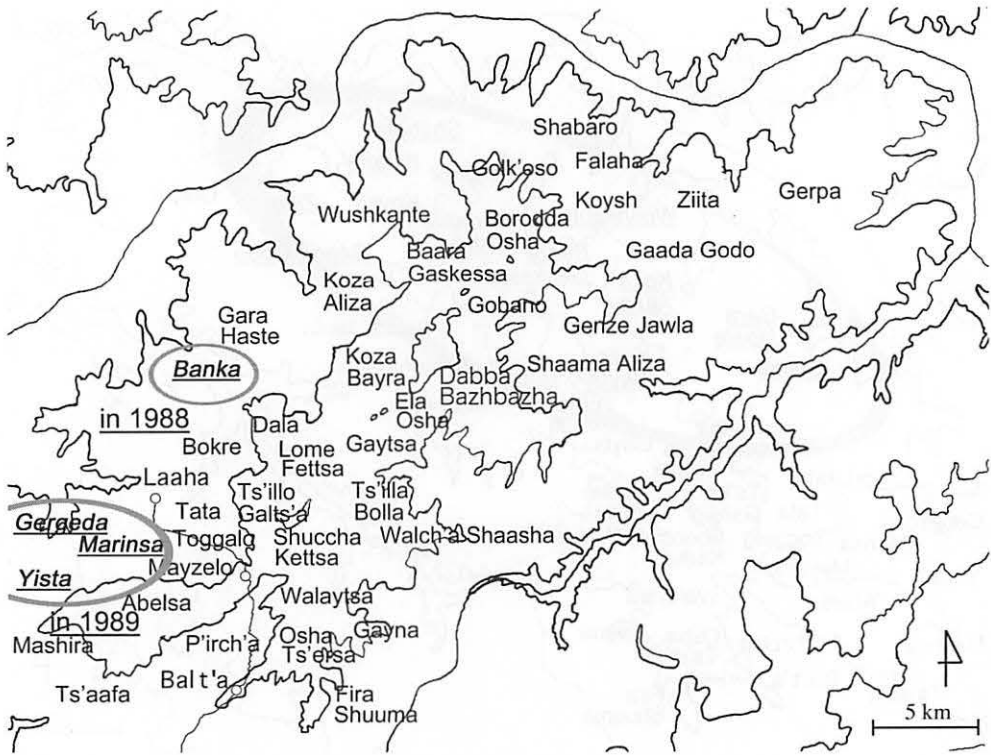 Shabaro
Golk'oso
Falaha
Koysh
Ziita
Gerpa
Wushkante
Borodda
Osha
Baara
Gaskessa
Gaada Godo
Koza
Aliza
Gobano
Gara
Haste
Genze Jawla
Koza
Bayra
Shaama Aliza
Banka
Dabba
Bazhbazha
Ela
Osha
in 1988
Dala
Bokre
Lome
Fettsa
Gaytsa
Laaha
Ts'illo
Galts'a
Ts'illa
Bolla
Tata
Gergeda
Marinsa
Toggalo
Shuccha
Kettsa
Walch'a
Shaasha
Mayzelo
Yista
Abelsa
Walaytsa
in 1989
Mashira
P'irch'a
Osha
Ts'ersa
Gayna
Balt'a
Ts'aafa
Fira
Shuuma
5 km